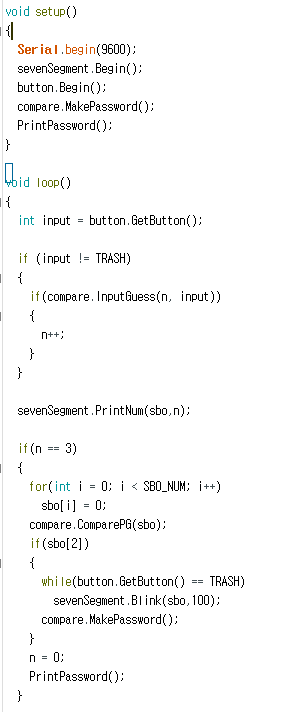 void setup()
{
Serial.begin(9600);
sevenSegment.Begin();
button.Begin();
compare.MakePassword();
PrintPassword();
}
void loop()
{
int input = button.GetButton();
if (input != TRASH)
{
if(compare.InputGuess(n, input))
{
n++;
}
}
sevenSegment.PrintNum(sbo,n);
if(n == 3)
{
for(int i = 0; i < SBO_NUM; i++)
sbo[i] = 0;
compare.ComparePG(sbo);
if(sbo[2])
{
while(button.GetButton() == TRASH)
sevenSegment.Blink(sbo,100);
compare.MakePassword();
}
n = 0;
PrintPassword();
}